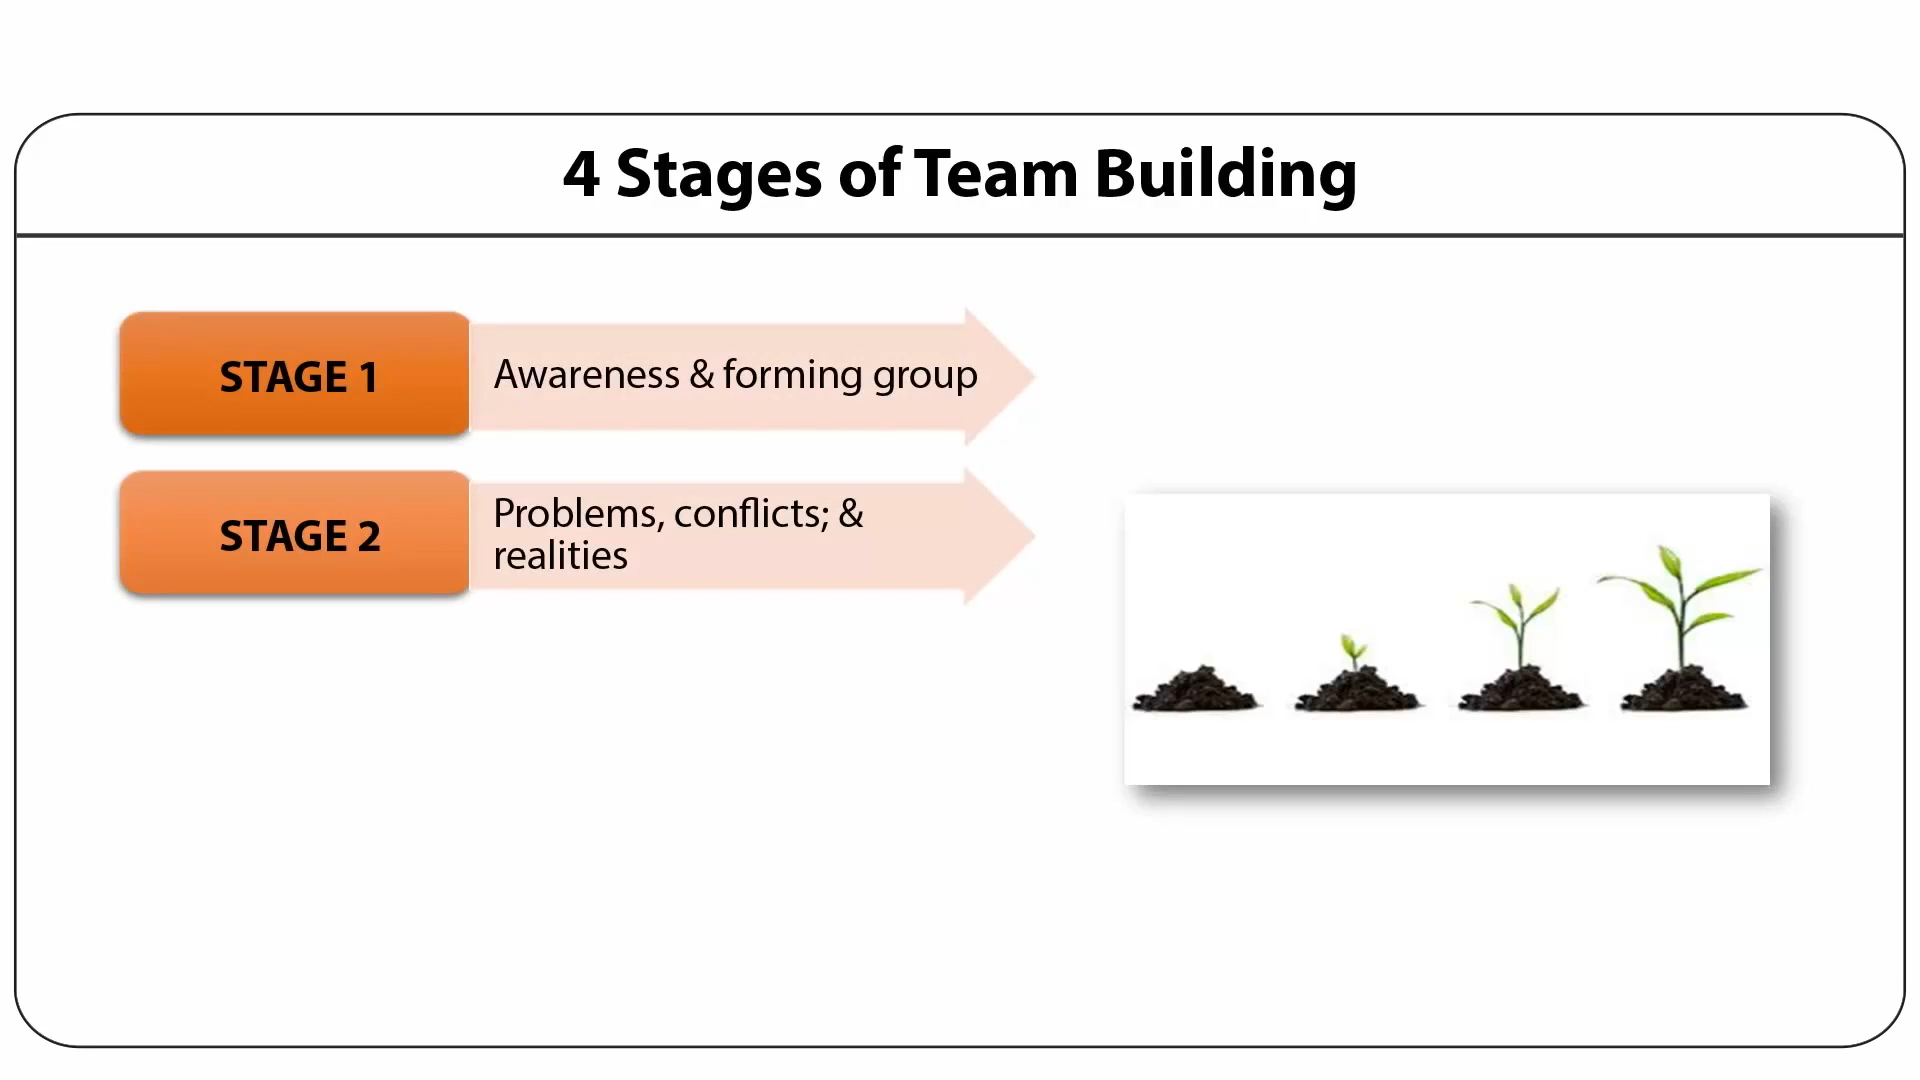 4 Stages of Team Building
STAGE 1
Awareness & forming group
STAGE 2
Problems, conflicts; &
realities